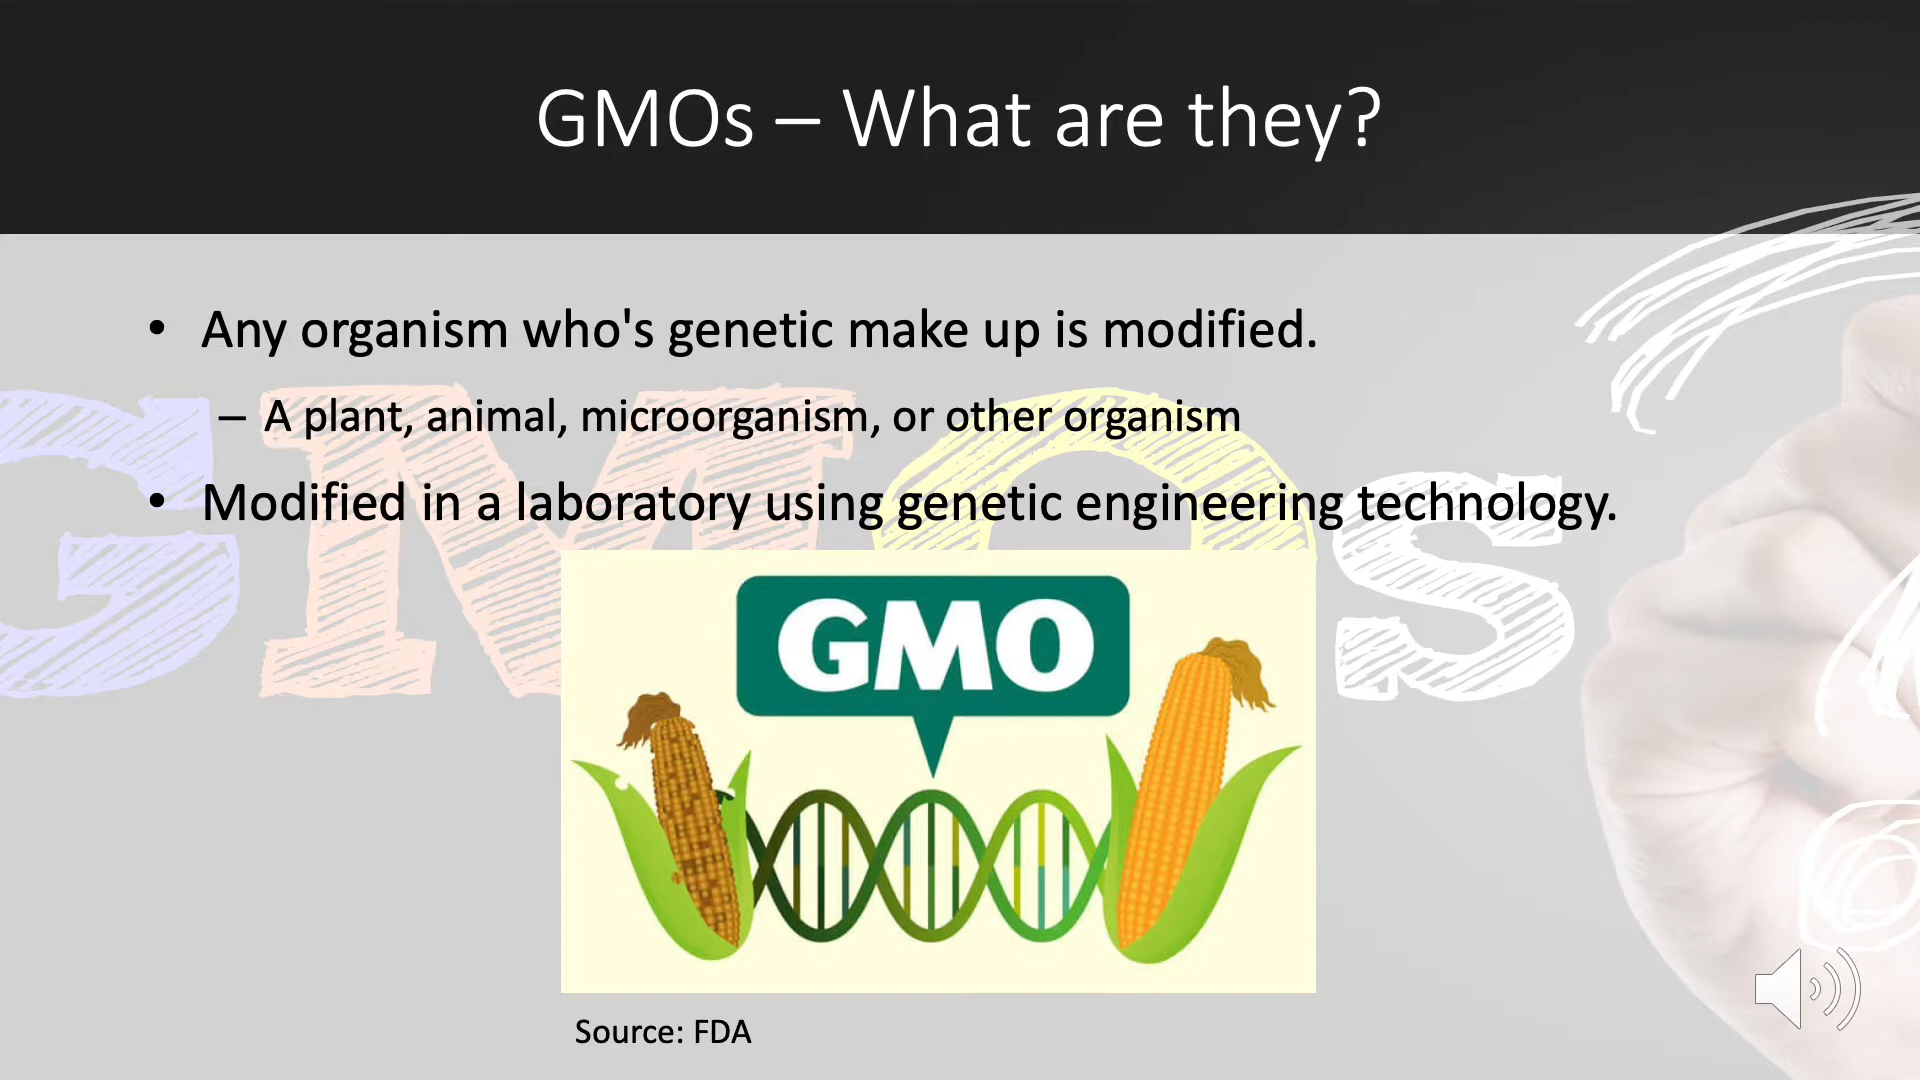 GMOs – What are they?
• Any organism who's genetic make up is modified.
– A plant, animal, microorganism, or other organism
• Modified in a laboratory using genetic engineering technology.
GMOs
GMO
Source: FDA